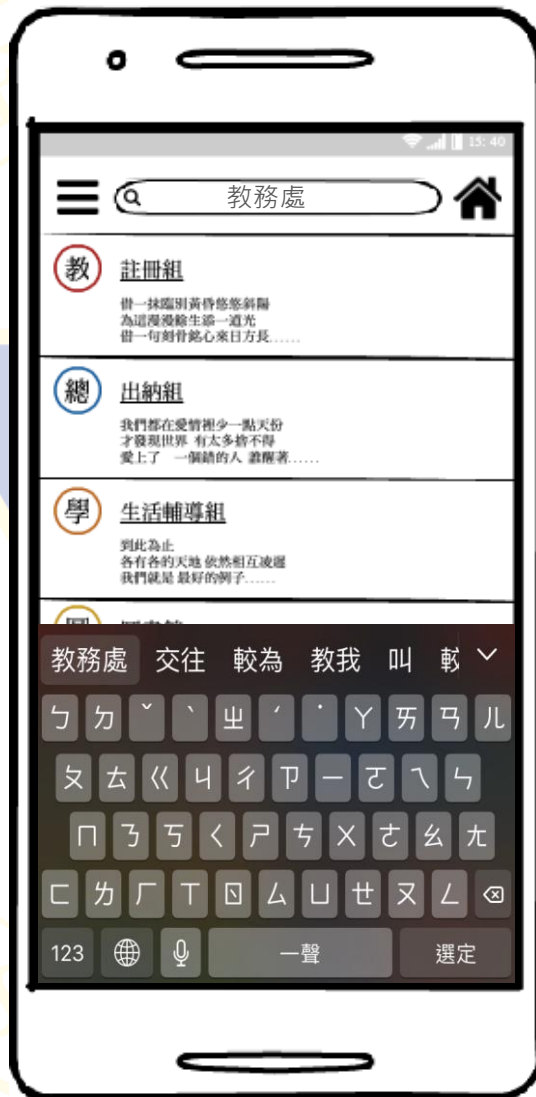 15: 40
教務處
教
註冊組
借一抹臨別黃昏悠悠斜陽
為這漫漫餘生添一道光
借一句刻骨銘心來日方長……
總
出納組
我們都在愛情裡少一點天份
才發現世界 有太多捨不得
愛上了 一個錯的人 誰醒著……
學
生活輔導組
到此為止
各有各的天地 依然相互凌遲
我們就是 最好的例子……
教務處 交往 較為 教我 叫 較
ㄅ ㄉ ˇ ˋ ㄓ ˊ ˙ ㄚ ㄞ ㄢ ㄦ
ㄆ ㄊ ㄍ ㄐ ㄔ ㄗ ㄧ ㄛ ㄟ ㄣ
ㄇ ㄋ ㄎ ㄑ ㄕ ㄘ ㄨ ㄜ ㄠ ㄤ
ㄈ ㄌ ㄏ ㄒ ㄖ ㄙ ㄩ ㄝ ㄡ ㄥ
123 一聲 選定